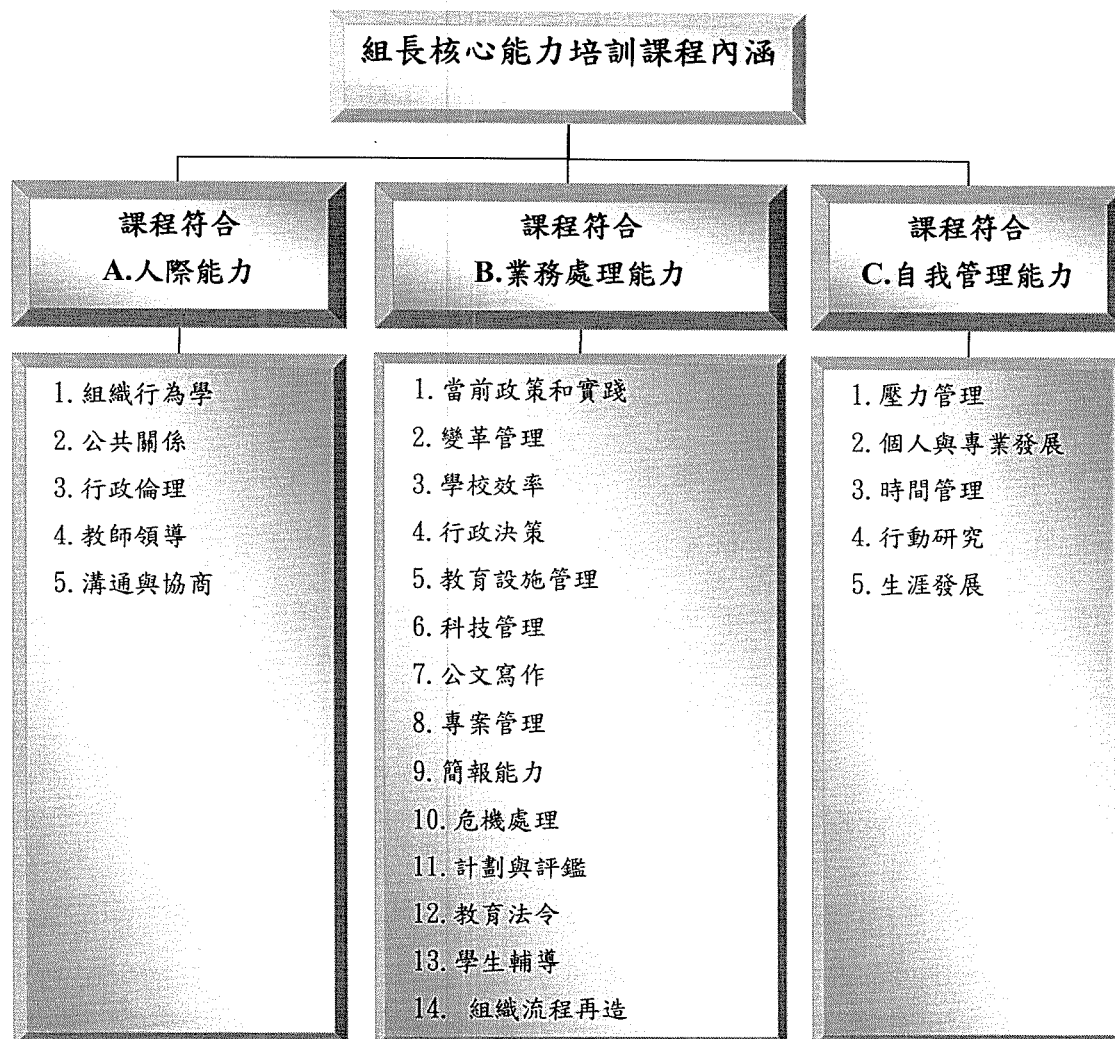 組長核心能力培訓課程內涵
課程符合
A.人際能力
課程符合
B.業務處理能力
課程符合
C.自我管理能力
1.組織行為學
2.公共關係
3.行政倫理
4.教師領導
5.溝通與協商
1.當前政策和實踐
2.變革管理
3.學校效率
4.行政決策
5.教育設施管理
6.科技管理
7.公文寫作
8.專案管理
9.簡報能力
10.危機處理
11.計劃與評鑑
12.教育法令
13.學生輔導
14. 組織流程再造
1.壓力管理
2.個人與專業發展
3.時間管理
4.行動研究
5.生涯發展